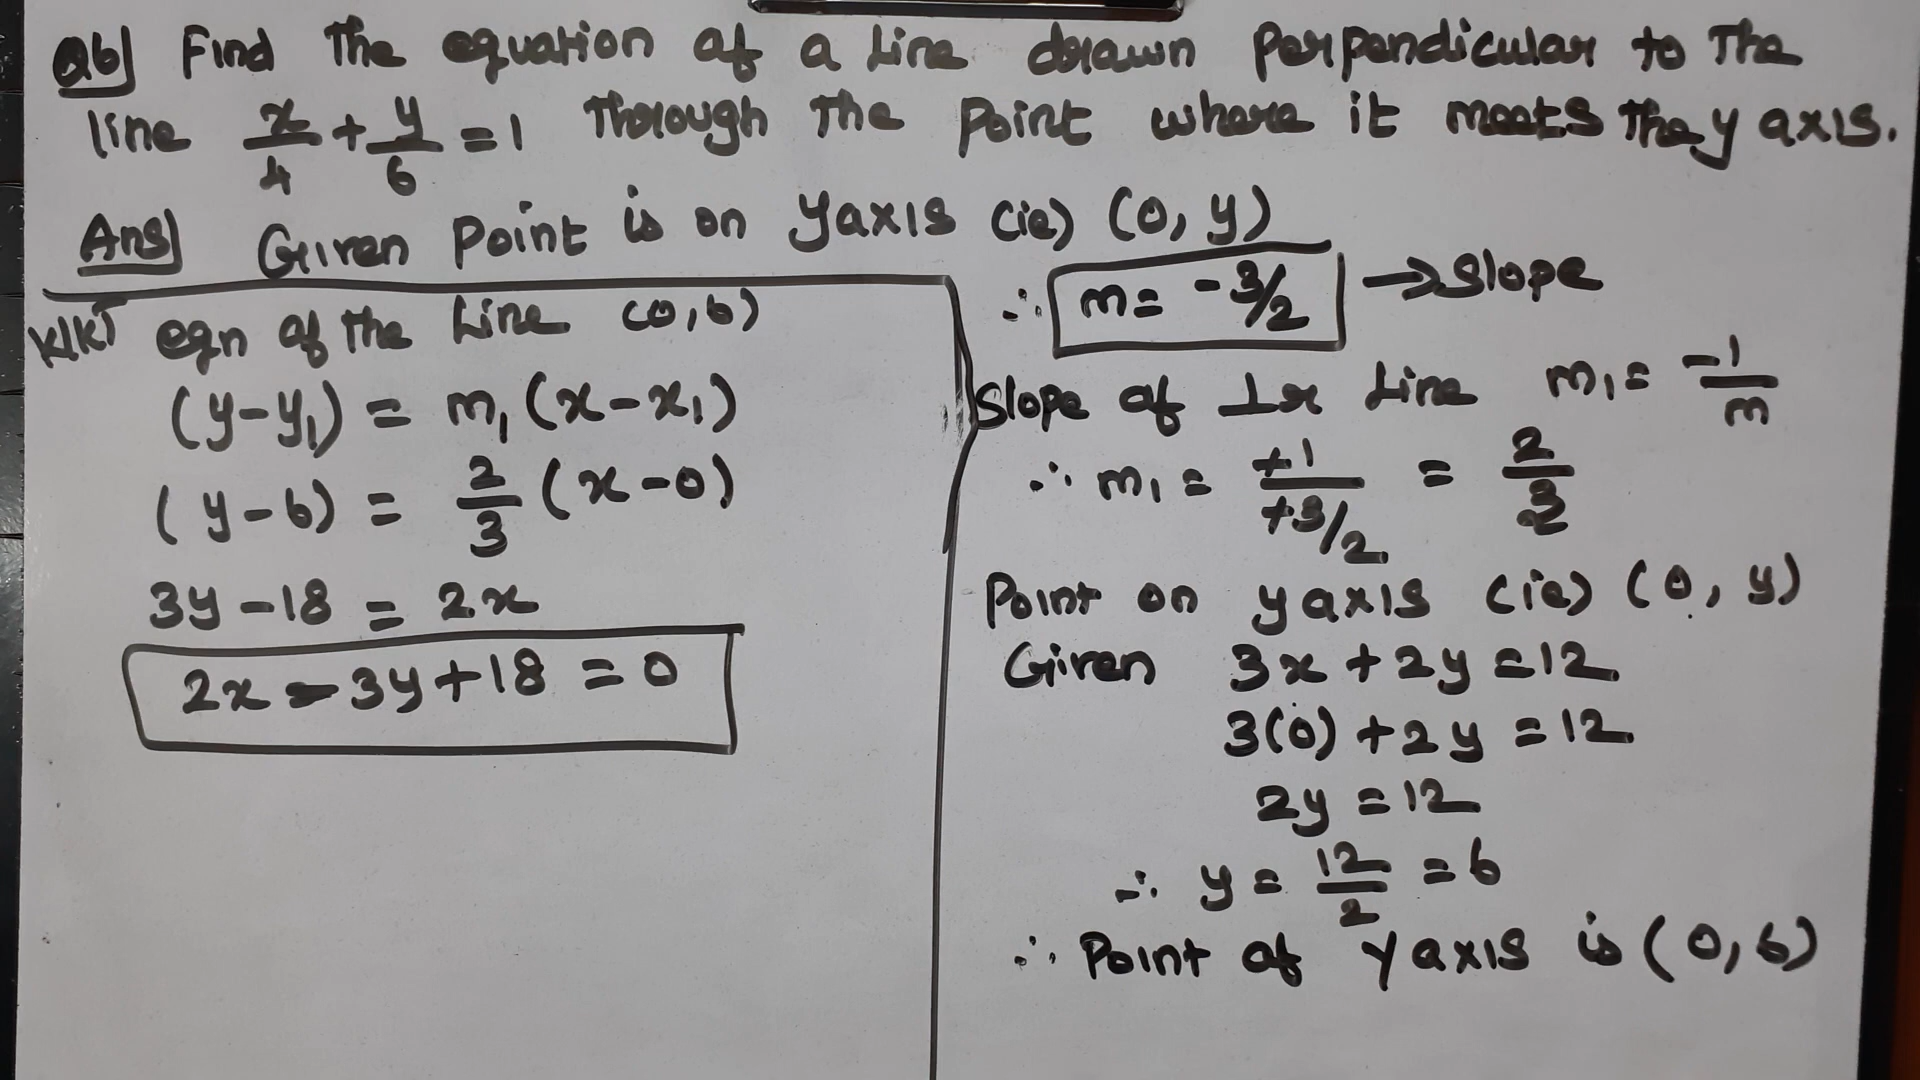 Q6) Find The equation of a Line drawn Perpendicular to The
line x/4 + y/6 = 1 Through The Point where it meets The y axis.
Ans) Given Point is on y axis (ie) (0, y)
∴ m = -3/2 → Slope
Slope of ⊥r Line m₁ = -1/m
∴ m₁ = +1/+3/2 = 2/3
Point on y axis (ie) (0, y)
Given 3x + 2y = 12
3(0) + 2y = 12
2y = 12
∴ y = 12/2 = 6
∴ Point of Y axis is (0, 6)
KIKT eqn of the Line (0, 6)
(y - y₁) = m₁ (x - x₁)
(y - 6) = 2/3 (x - 0)
3y - 18 = 2x
2x - 3y + 18 = 0